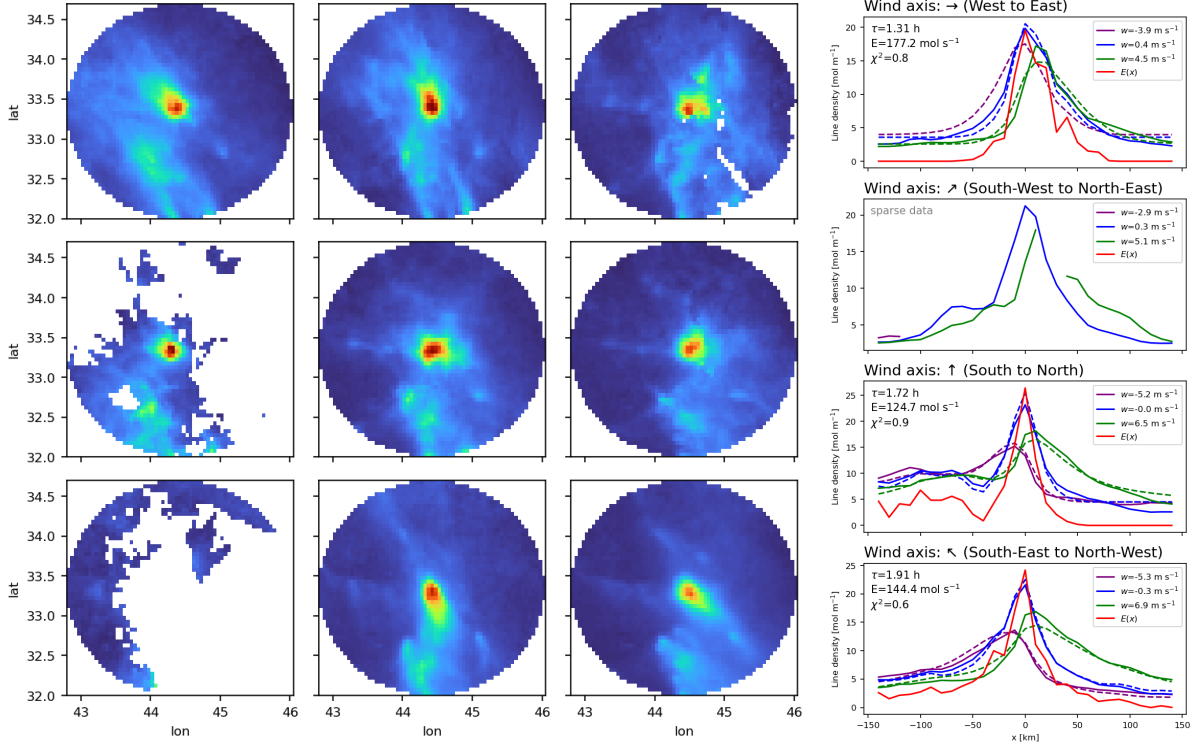 34.5
34.0
33.5
33.0
32.5
32.0
lat
34.5
34.0
33.5
33.0
32.5
32.0
lat
34.5
34.0
33.5
33.0
32.5
32.0
lat
43 44 45 46
lon
43 44 45 46
lon
43 44 45 46
lon
Wind axis: → (West to East)
τ=1.31 h
E=177.2 mol s⁻¹
χ²=0.8
w=-3.9 m s⁻¹
w=0.4 m s⁻¹
w=4.5 m s⁻¹
E(x)
20
15
10
5
0
Line density [mol m⁻¹]
Wind axis: ↗ (South-West to North-East)
sparse data
w=-2.9 m s⁻¹
w=0.3 m s⁻¹
w=5.1 m s⁻¹
E(x)
20
15
10
5
Line density [mol m⁻¹]
Wind axis: ↑ (South to North)
τ=1.72 h
E=124.7 mol s⁻¹
χ²=0.9
w=-5.2 m s⁻¹
w=-0.0 m s⁻¹
w=6.5 m s⁻¹
E(x)
25
20
15
10
5
0
Line density [mol m⁻¹]
Wind axis: ↖ (South-East to North-West)
τ=1.91 h
E=144.4 mol s⁻¹
χ²=0.6
w=-5.3 m s⁻¹
w=-0.3 m s⁻¹
w=6.9 m s⁻¹
E(x)
25
20
15
10
5
0
Line density [mol m⁻¹]
−150 −100 −50 0 50 100 150
x [km]